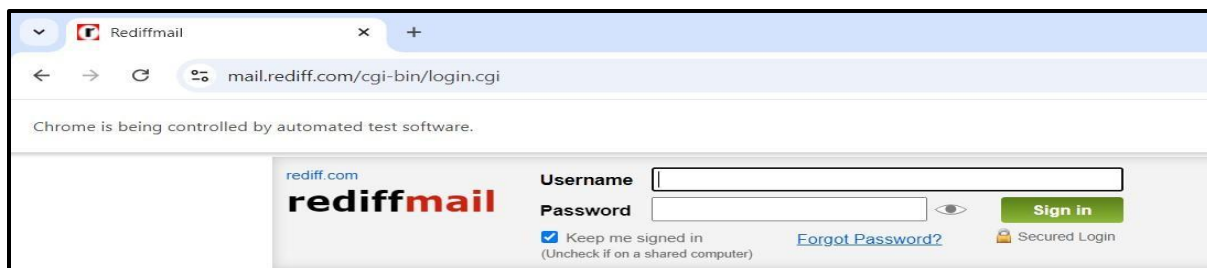 Rediffmail
mail.rediff.com/cgi-bin/login.cgi
Chrome is being controlled by automated test software.
rediff.com
rediffmail
Username
Password
Sign in
Keep me signed in
(Uncheck if on a shared computer)
Forgot Password?
Secured Login